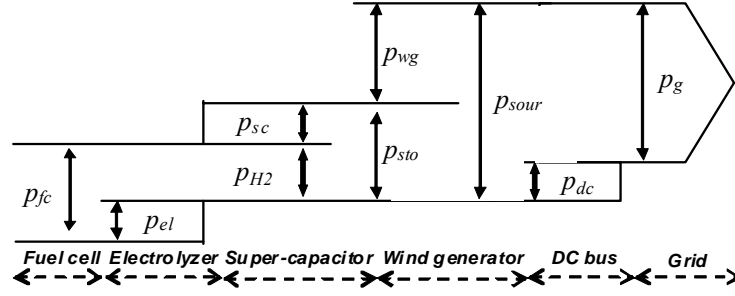 p_wg
p_g
p_sour
p_sc
p_sto
p_H2
p_fc
p_dc
p_el
Fuel cell Electrolyzer Super-capacitor Wind generator DC bus Grid